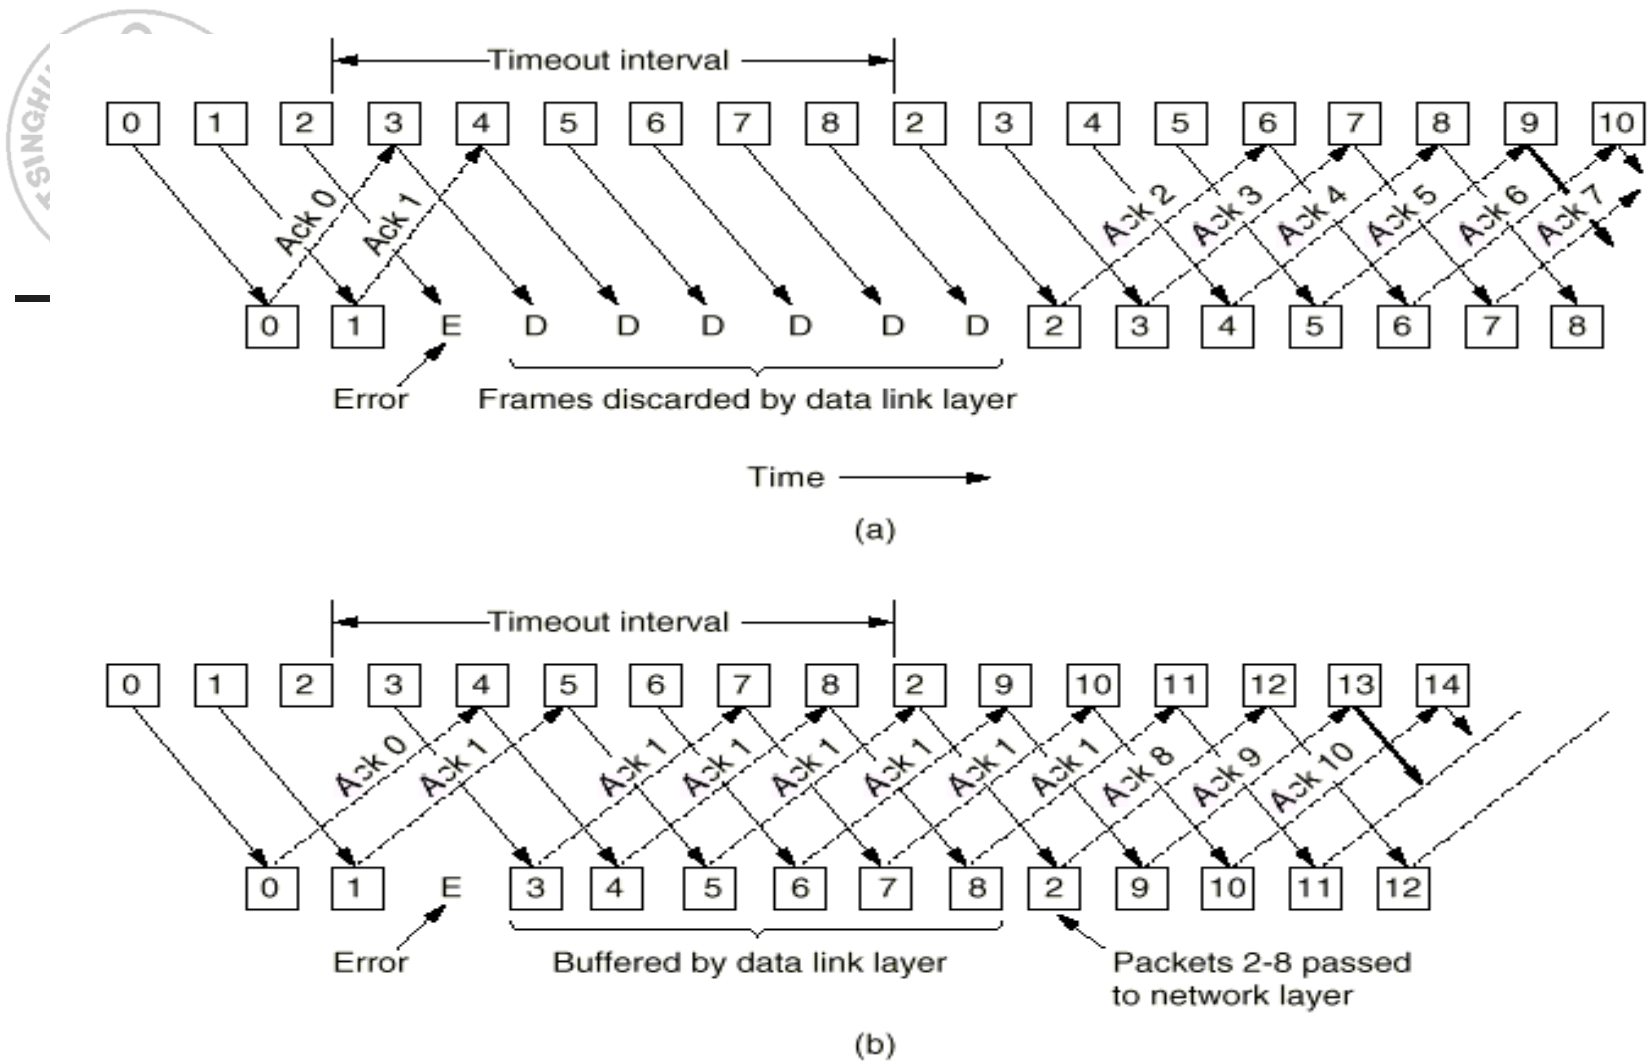 TSINGHU
Timeout interval
0 1 2 3 4 5 6 7 8 2 3 4 5 6 7 8 9 10
Ack 0 Ack 1 Ack 2 Ack 3 Ack 4 Ack 5 Ack 6 Ack 7
0 1 E D D D D D D 2 3 4 5 6 7 8
Error Frames discarded by data link layer
Time
(a)
Timeout interval
0 1 2 3 4 5 6 7 8 2 9 10 11 12 13 14
Ack 0 Ack 1 Ack 1 Ack 1 Ack 1 Ack 1 Ack 1 Ack 1 Ack 8 Ack 9 Ack 10
0 1 E 3 4 5 6 7 8 2 9 10 11 12
Error Buffered by data link layer Packets 2-8 passed
to network layer
(b)